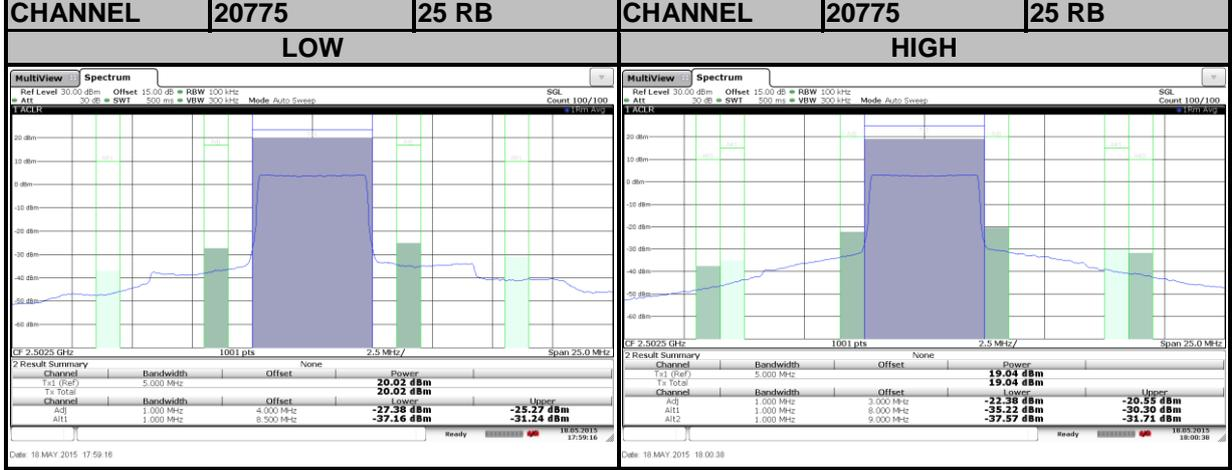 CHANNEL 20775 25 RB CHANNEL 20775 25 RB
LOW HIGH
MultiView Spectrum
Ref Level 30.00 dBm Offset 15.00 dB RBW 100 kHz SGL
Att 30 dB SWT 500 ms VBW 300 kHz Mode Auto Sweep Count 100/100
1 ACLR 1Rm Avg
20 dBm
10 dBm
0 dBm
-10 dBm
-20 dBm
-30 dBm
-40 dBm
-50 dBm
-60 dBm
CF 2.5025 GHz 1001 pts 2.5 MHz/ Span 25.0 MHz
2 Result Summary None
Channel Bandwidth Offset Power
Tx1 (Ref) 5.000 MHz 20.02 dBm
Tx Total 20.02 dBm
Channel Bandwidth Offset Lower Upper
Adj 1.000 MHz 4.000 MHz -27.38 dBm -25.27 dBm
Alt1 1.000 MHz 8.500 MHz -37.16 dBm -31.24 dBm
Ready 18.05.2015
17:59:16
Date: 18.MAY.2015 17:59:16
MultiView Spectrum
Ref Level 30.00 dBm Offset 15.00 dB RBW 100 kHz SGL
Att 30 dB SWT 500 ms VBW 300 kHz Mode Auto Sweep Count 100/100
1 ACLR 1Rm Avg
20 dBm
10 dBm
0 dBm
-10 dBm
-20 dBm
-30 dBm
-40 dBm
-50 dBm
-60 dBm
CF 2.5025 GHz 1001 pts 2.5 MHz/ Span 25.0 MHz
2 Result Summary None
Channel Bandwidth Offset Power
Tx1 (Ref) 5.000 MHz 19.04 dBm
Tx Total 19.04 dBm
Channel Bandwidth Offset Lower Upper
Adj 1.000 MHz 3.000 MHz -22.38 dBm -20.55 dBm
Alt1 1.000 MHz 8.000 MHz -35.22 dBm -30.30 dBm
Alt2 1.000 MHz 9.000 MHz -37.57 dBm -31.71 dBm
Ready 18.05.2015
18:00:38
Date: 18.MAY.2015 18:00:38